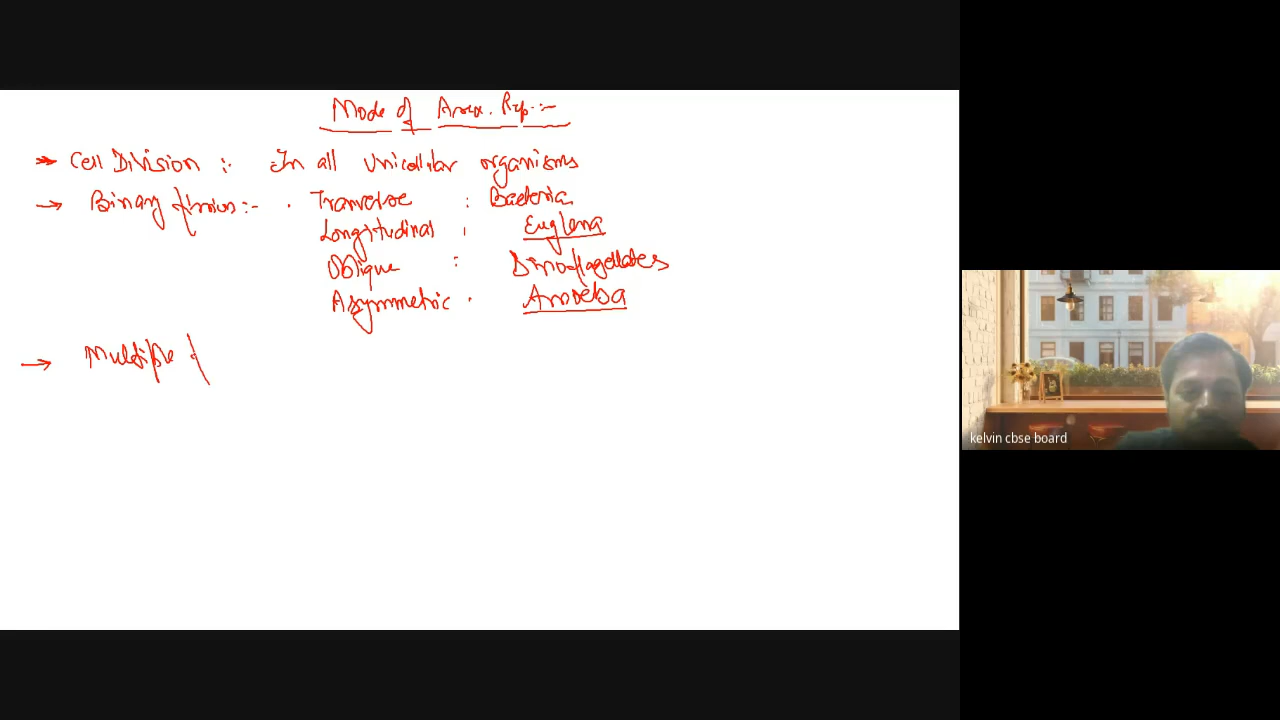 Mode of Asex. Rep. :-
→ Cell Division :- In all Unicellular organisms
→ Binary fission :- . Tranverse : Bacteria
Longitudinal : Euglena
Oblique : Dinoflagellates
Asymmetric . Amoeba
→ Multiple f
kelvin cbse board